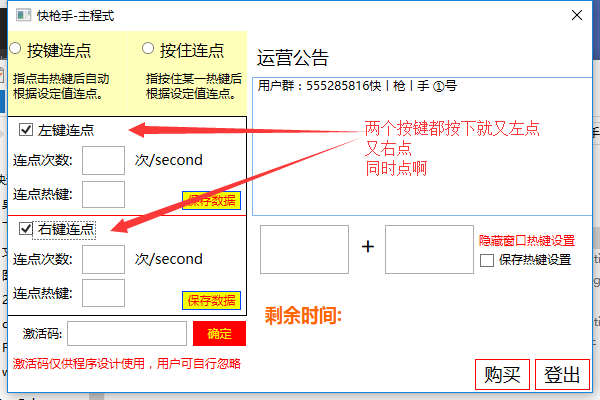 快枪手-主程式
按键连点
按住连点
指点击热键后自动
根据设定值连点。
指按住某一热键后
根据设定值连点。
左键连点
连点次数:
次/second
连点热键:
保存数据
右键连点
连点次数:
次/second
连点热键:
保存数据
激活码:
确定
激活码仅供程序设计使用，用户可自行忽略
运营公告
用户群：555285816快丨枪丨手 ①号
两个按键都按下就又左点
又右点
同时点啊
+
隐藏窗口热键设置
保存热键设置
剩余时间:
购买
登出